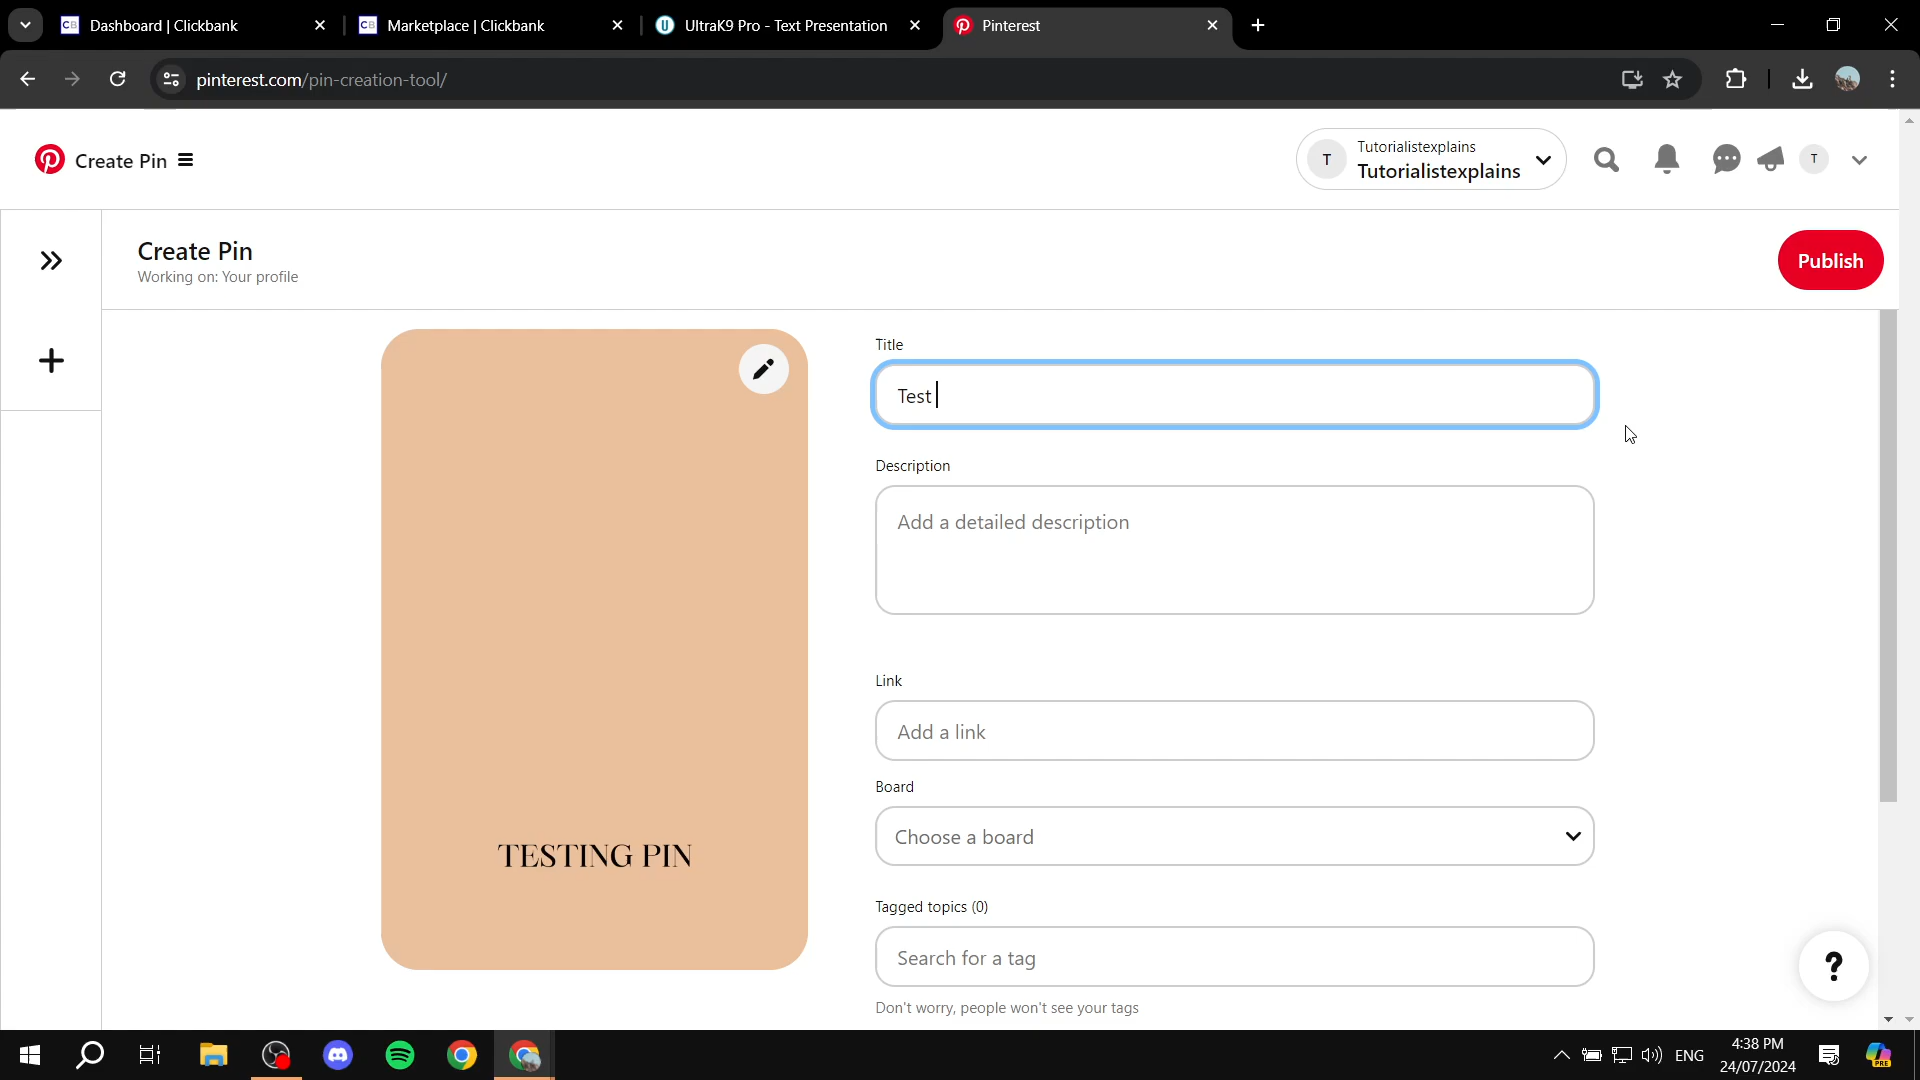 Dashboard | Clickbank
Marketplace | Clickbank
UltraK9 Pro - Text Presentation
Pinterest
pinterest.com/pin-creation-tool/
Create Pin
T
Tutorialistexplains
Tutorialistexplains
T
Create Pin
Working on: Your profile
Publish
Title
Test
Description
Add a detailed description
Link
Add a link
Board
Choose a board
TESTING PIN
Tagged topics (0)
Search for a tag
Don't worry, people won't see your tags
?
ENG
4:38 PM
24/07/2024